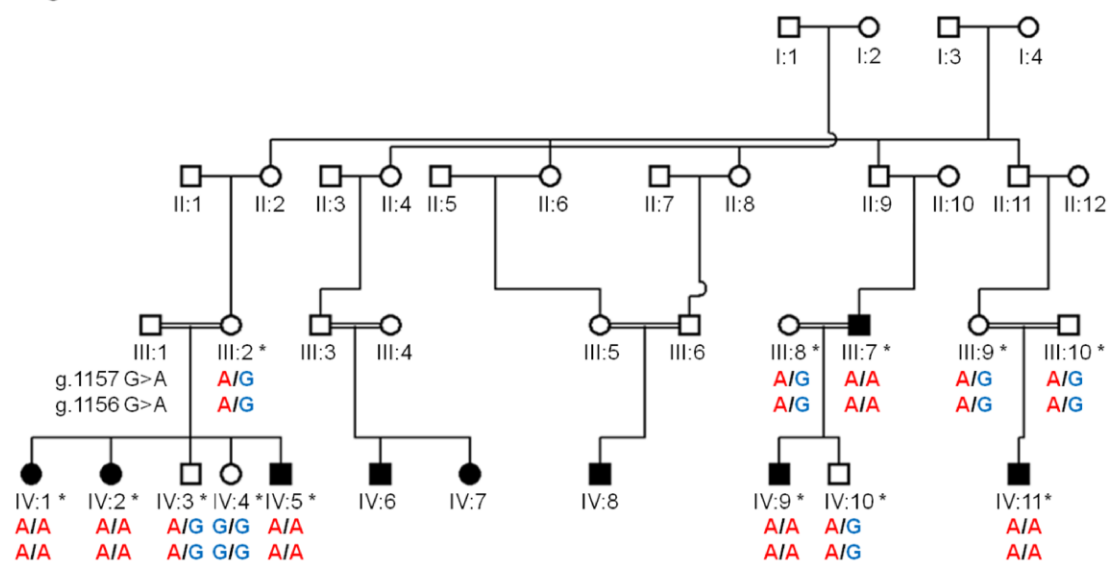 I:1 I:2 I:3 I:4
II:1 II:2 II:3 II:4 II:5 II:6 II:7 II:8 II:9 II:10 II:11 II:12
III:1 III:2 * III:3 III:4 III:5 III:6 III:8 * III:7 * III:9 * III:10 *
g.1157 G>A A/G A/G A/A A/G A/G
g.1156 G>A A/G A/G A/A A/G A/G
IV:1 * IV:2 * IV:3 * IV:4 * IV:5 * IV:6 IV:7 IV:8 IV:9 * IV:10 * IV:11 *
A/A A/A A/G G/G A/A A/A A/G A/A
A/A A/A A/G G/G A/A A/A A/G A/A